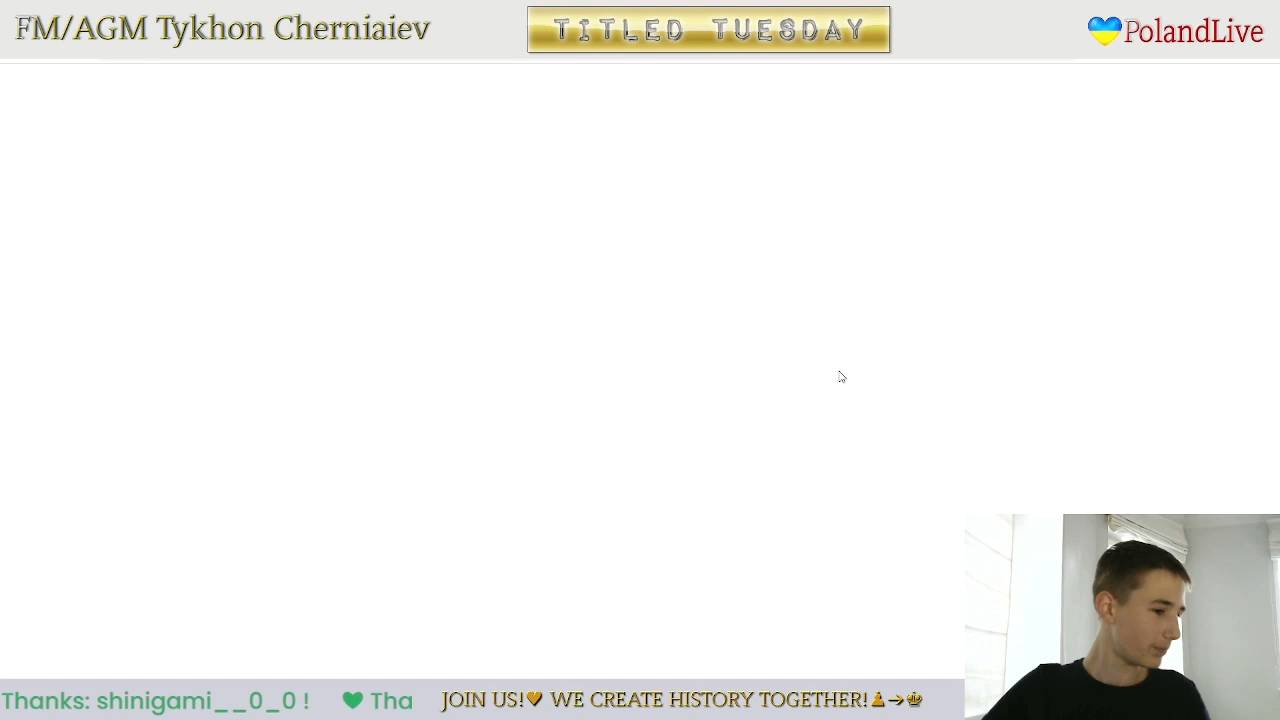 FM/AGM Tykhon Cherniaiev
TITLED TUESDAY
💙PolandLive
Thanks: shinigami__0_0 ! ♥ Tha
JOIN US!♥ WE CREATE HISTORY TOGETHER!♟→♚